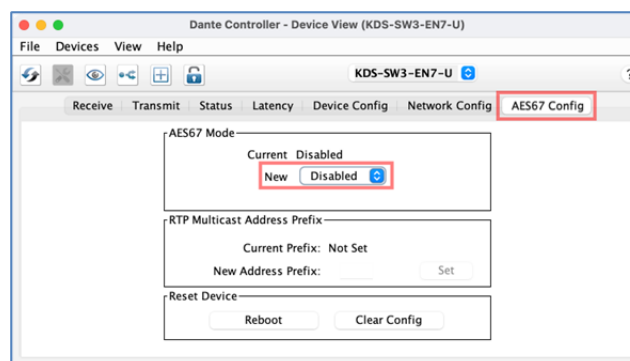 Dante Controller - Device View (KDS-SW3-EN7-U)
File Devices View Help
KDS-SW3-EN7-U
?
Receive Transmit Status Latency Device Config Network Config AES67 Config
AES67 Mode
Current Disabled
New Disabled
RTP Multicast Address Prefix
Current Prefix: Not Set
New Address Prefix: Set
Reset Device
Reboot Clear Config